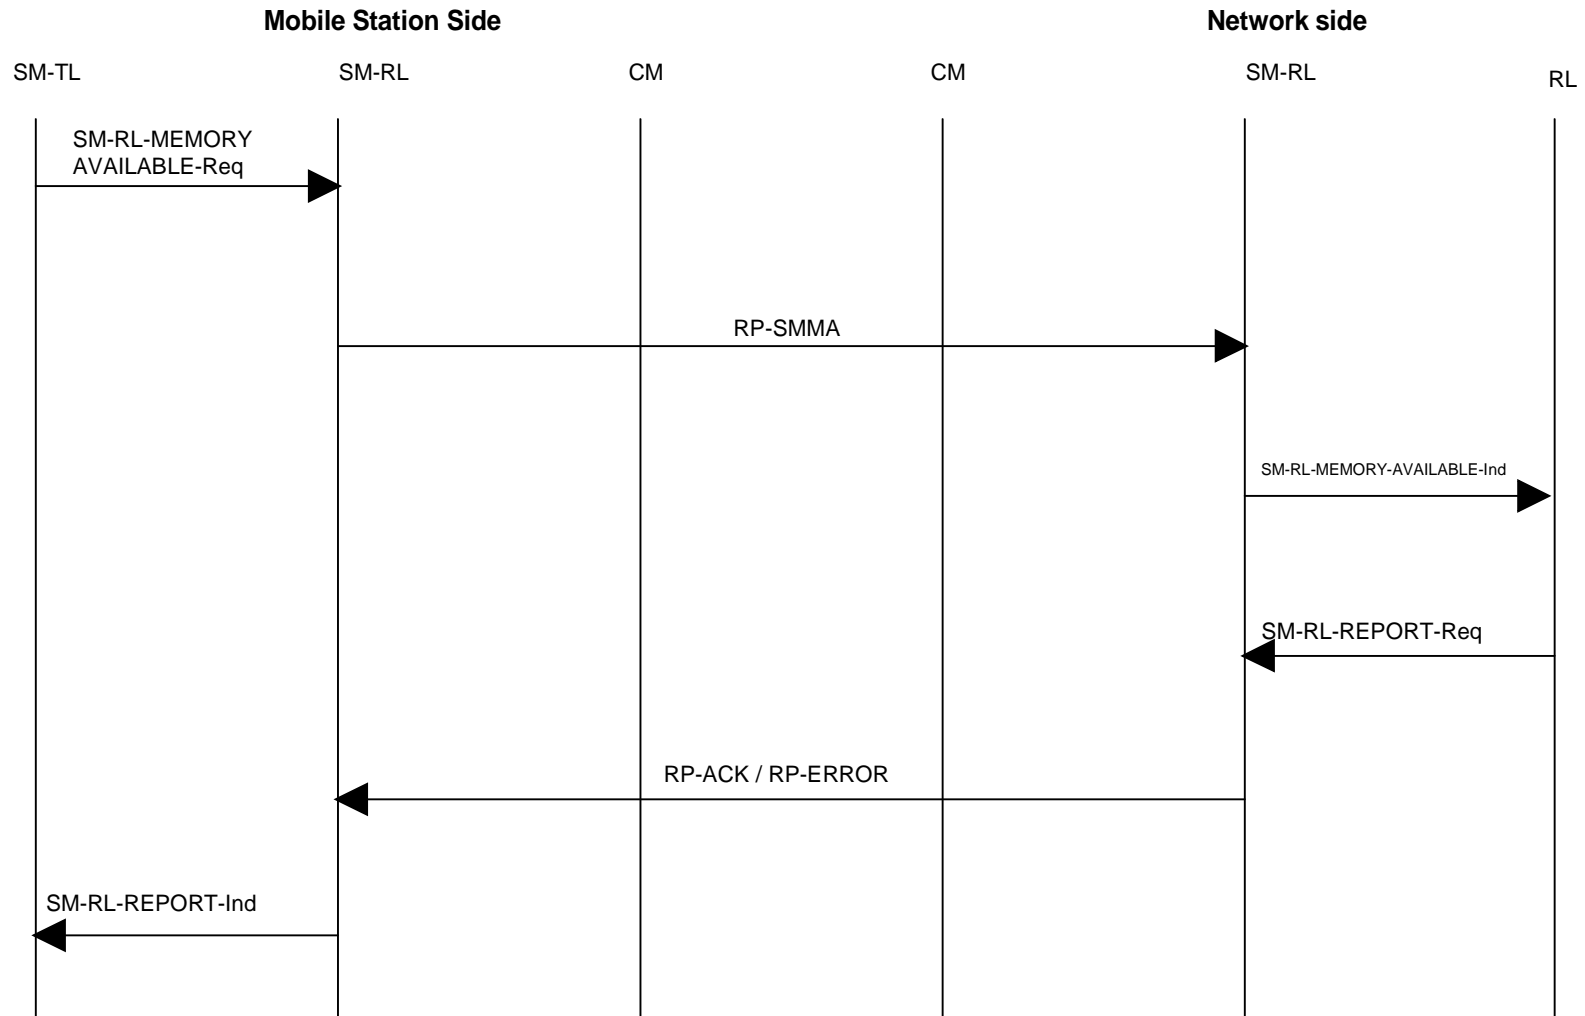 Mobile Station Side
Network side
SM-TL
SM-RL
CM
CM
SM-RL
RL
SM-RL-MEMORY
AVAILABLE-Req
RP-SMMA
SM-RL-MEMORY-AVAILABLE-Ind
SM-RL-REPORT-Req
RP-ACK / RP-ERROR
SM-RL-REPORT-Ind